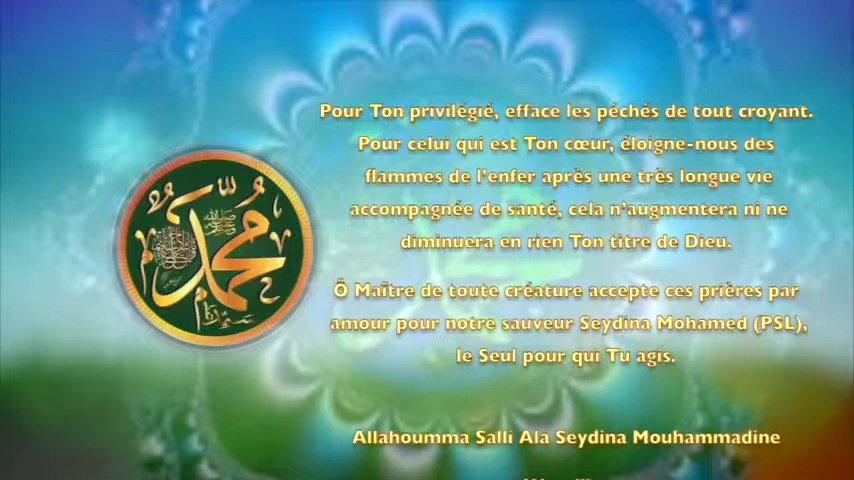 Pour Ton privilégié, efface les péchés de tout croyant.
Pour celui qui est Ton cœur, éloigne-nous des
flammes de l'enfer après une très longue vie
accompagnée de santé, cela n'augmentera ni ne
diminuera en rien Ton titre de Dieu.
Ô Maître de toute créature accepte ces prières par
amour pour notre sauveur Seydina Mohamed (PSL),
le Seul pour qui Tu agis.
Allahoumma Salli Ala Seydina Mouhammadine
محمد